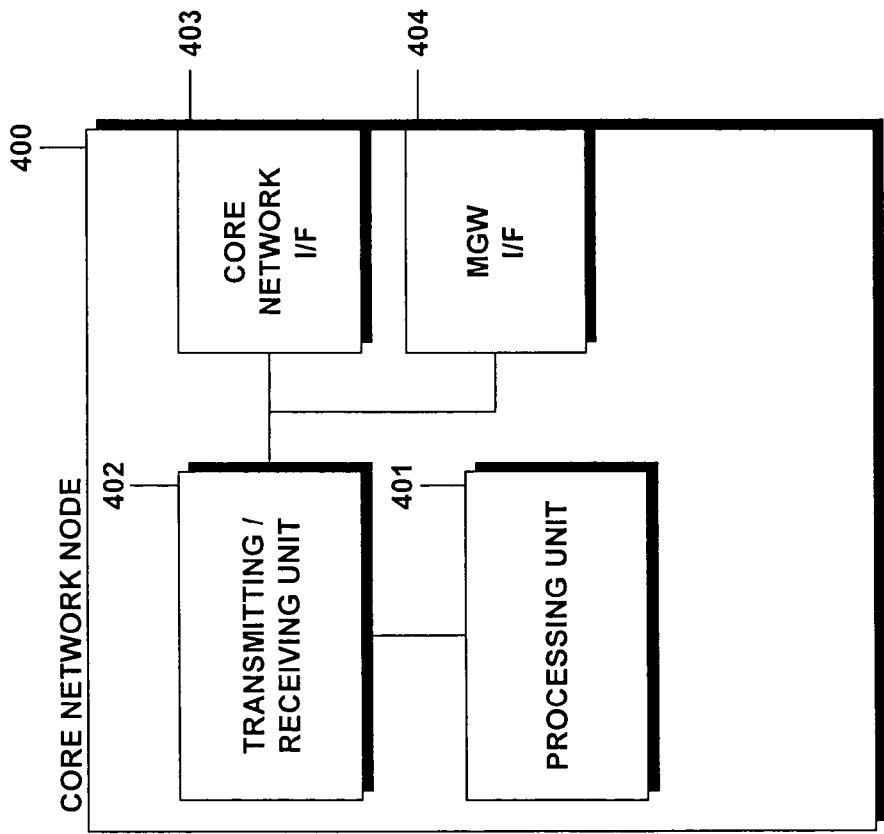 CORE NETWORK NODE
400
TRANSMITTING /
RECEIVING UNIT
402
CORE
NETWORK
I/F
403
PROCESSING UNIT
401
MGW
I/F
404